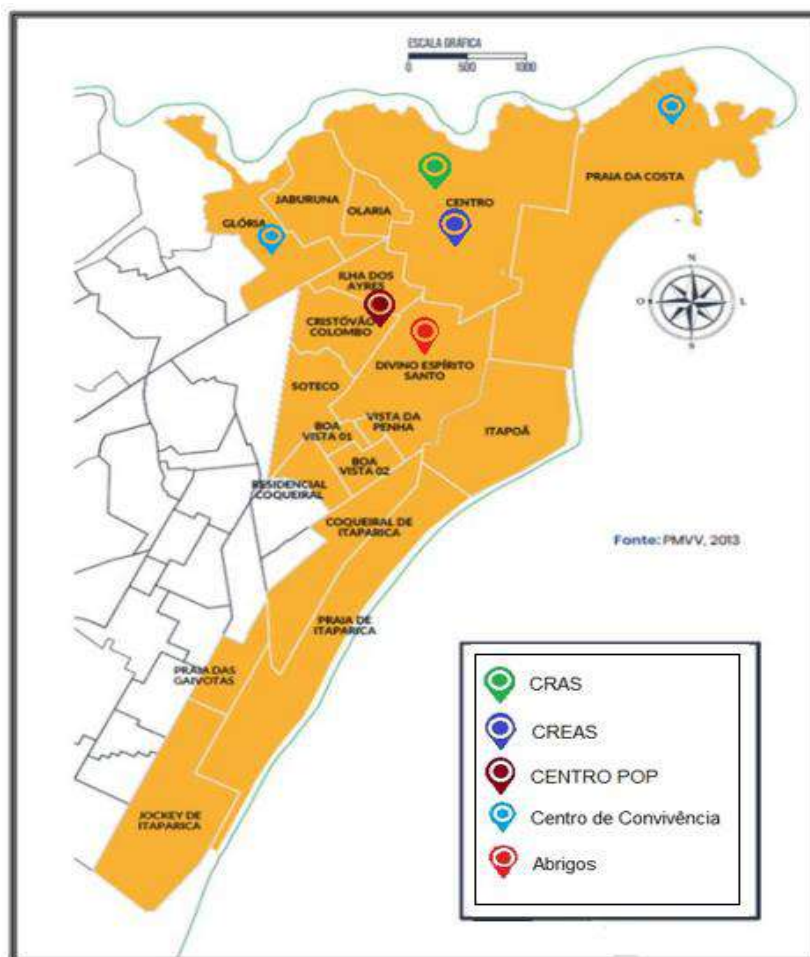 ESCALA GRÁFICA
0 500 1000
PRAIA DA COSTA
JABURUNA
OLARIA
CENTRO
GLÓRIA
N
O L
S
ILHA DOS
AYRES
CRISTÓVÃO
COLOMBO
DIVINO ESPÍRITO
SANTO
SOTECO
VISTA DA
PENHA
BOA
VISTA 01
ITAPOÃ
BOA
VISTA 02
RESIDENCIAL
COQUEIRAL
COQUEIRAL DE
ITAPARICA
Fonte: PMVV, 2013
PRAIA DE
ITAPARICA
PRAIA DAS
GAIVOTAS
JOCKEY DE
ITAPARICA
CRAS
CREAS
CENTRO POP
Centro de Convivência
Abrigos